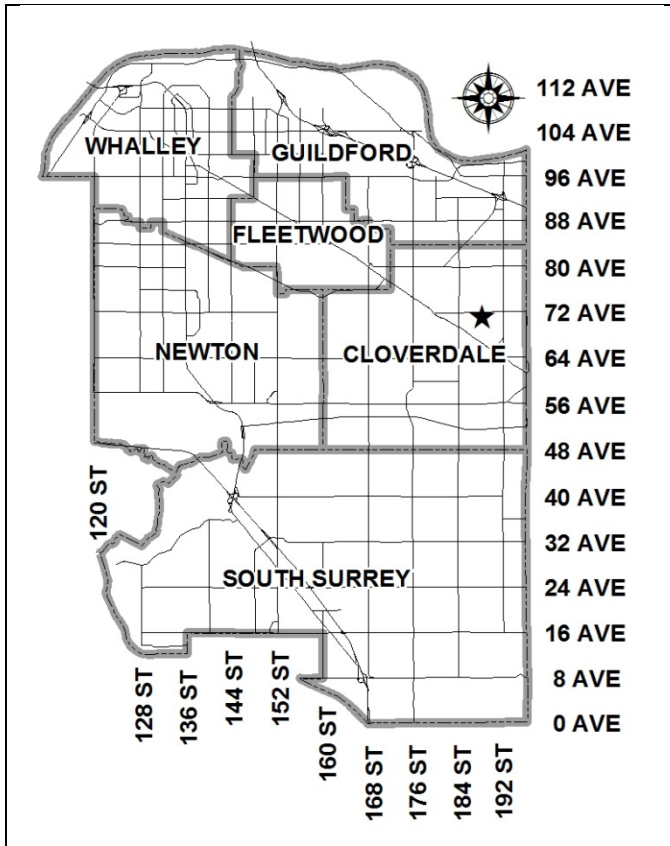 112 AVE
104 AVE
WHALLEY
GUILDFORD
96 AVE
88 AVE
FLEETWOOD
80 AVE
72 AVE
NEWTON
CLOVERDALE
64 AVE
56 AVE
48 AVE
120 ST
40 AVE
32 AVE
SOUTH SURREY
24 AVE
16 AVE
8 AVE
0 AVE
128 ST
136 ST
144 ST
152 ST
160 ST
168 ST
176 ST
184 ST
192 ST